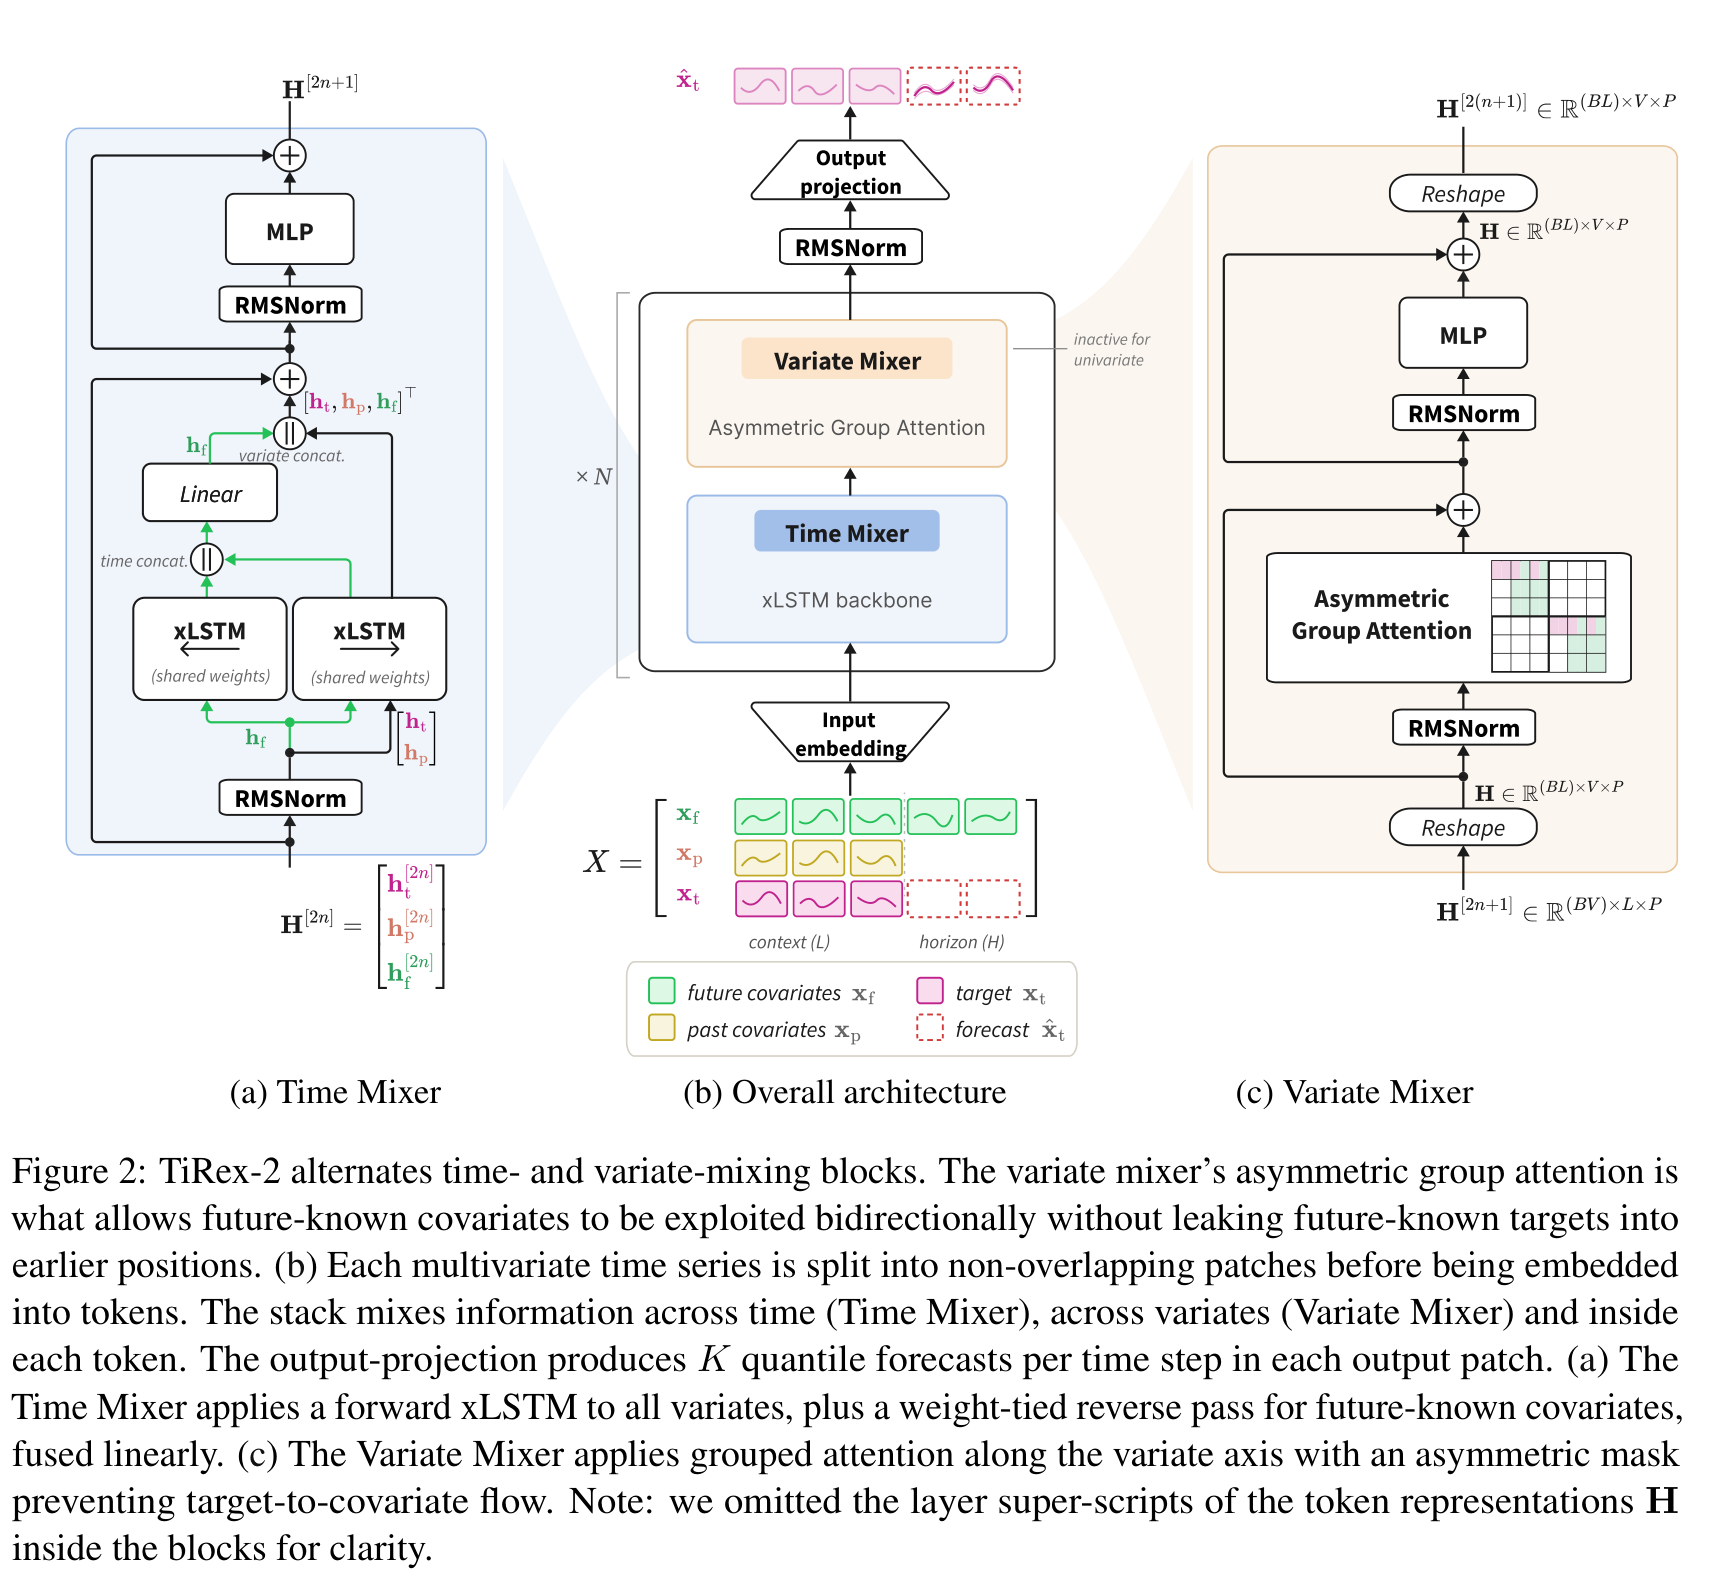 H^[2n+1]
MLP
RMSNorm
[h_t, h_p, h_f]^⊤
h_f
variate concat.
Linear
time concat.
xLSTM
(shared weights)
xLSTM
(shared weights)
h_f
[h_t
h_p]
RMSNorm
H^[2n] = [h_t^[2n]
h_p^[2n]
h_f^[2n]]
(a) Time Mixer
x̂_t
Output
projection
RMSNorm
Variate Mixer
Asymmetric Group Attention
inactive for
univariate
× N
Time Mixer
xLSTM backbone
Input
embedding
X =
x_f
x_p
x_t
context (L)
horizon (H)
future covariates x_f
target x_t
past covariates x_p
forecast x̂_t
(b) Overall architecture
H^[2(n+1)] ∈ ℝ^(BL)×V×P
Reshape
H ∈ ℝ^(BL)×V×P
MLP
RMSNorm
Asymmetric
Group Attention
RMSNorm
H ∈ ℝ^(BL)×V×P
Reshape
H^[2n+1] ∈ ℝ^(BV)×L×P
(c) Variate Mixer
Figure 2: TiRex-2 alternates time- and variate-mixing blocks. The variate mixer's asymmetric group attention is
what allows future-known covariates to be exploited bidirectionally without leaking future-known targets into
earlier positions. (b) Each multivariate time series is split into non-overlapping patches before being embedded
into tokens. The stack mixes information across time (Time Mixer), across variates (Variate Mixer) and inside
each token. The output-projection produces K quantile forecasts per time step in each output patch. (a) The
Time Mixer applies a forward xLSTM to all variates, plus a weight-tied reverse pass for future-known covariates,
fused linearly. (c) The Variate Mixer applies grouped attention along the variate axis with an asymmetric mask
preventing target-to-covariate flow. Note: we omitted the layer super-scripts of the token representations H
inside the blocks for clarity.